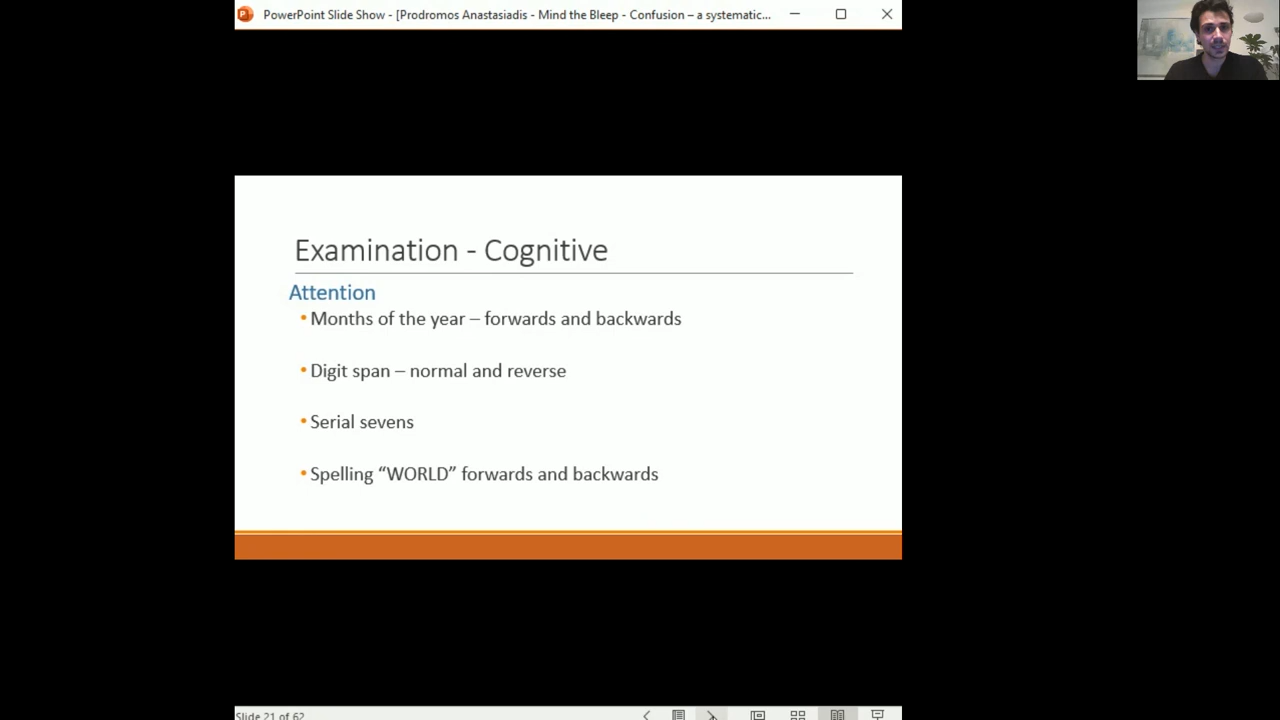 PowerPoint Slide Show - [Prodromos Anastasiadis - Mind the Bleep - Confusion – a systematic...
Examination - Cognitive
Attention
•Months of the year – forwards and backwards
•Digit span – normal and reverse
•Serial sevens
•Spelling “WORLD” forwards and backwards
Slide 21 of 62